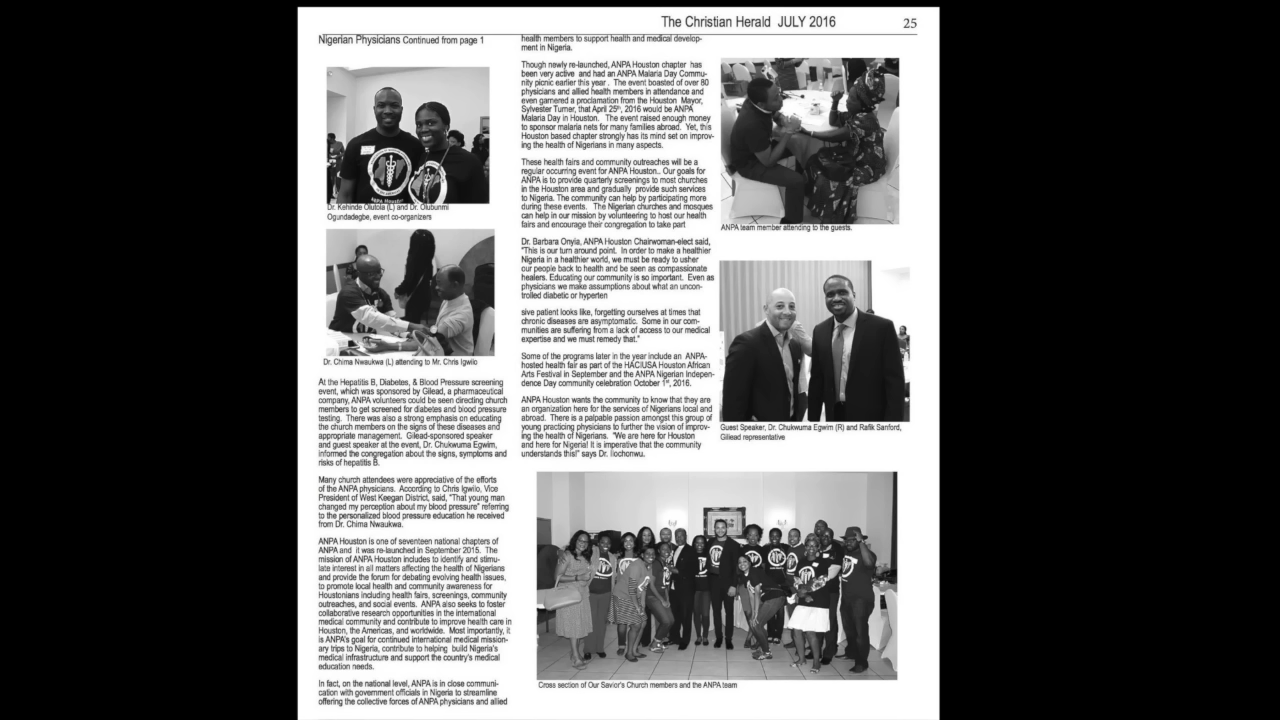 The Christian Herald JULY 2016
25
Nigerian Physicians Continued from page 1
Dr. Kehinde Olutola (L) and Dr. Olubunmi
Ogundadegbe, event co-organizers
Dr. Chima Nwaukwa (L) attending to Mr. Chris Igwilo
At the Hepatitis B, Diabetes, & Blood Pressure screening
event, which was sponsored by Gilead, a pharmaceutical
company, ANPA volunteers could be seen directing church
members to get screened for diabetes and blood pressure
testing. There was also a strong emphasis on educating
the church members on the signs of these diseases and
appropriate management. Gilead-sponsored speaker
and guest speaker at the event, Dr. Chukwuma Egwim,
informed the congregation about the signs, symptoms and
risks of hepatitis B.
Many church attendees were appreciative of the efforts
of the ANPA physicians. According to Chris Igwilo, Vice
President of West Keegan District, said, "That young man
changed my perception about my blood pressure" referring
to the personalized blood pressure education he received
from Dr. Chima Nwaukwa.
ANPA Houston is one of seventeen national chapters of
ANPA and it was re-launched in September 2015. The
mission of ANPA Houston includes to identify and stimu-
late interest in all matters affecting the health of Nigerians
and provide the forum for debating evolving health issues,
to promote local health and community awareness for
Houstonians including health fairs, screenings, community
outreaches, and social events. ANPA also seeks to foster
collaborative research opportunities in the international
medical community and contribute to improve health care in
Houston, the Americas, and worldwide. Most importantly, it
is ANPA's goal for continued international medical mission-
ary trips to Nigeria, contribute to helping build Nigeria's
medical infrastructure and support the country's medical
education needs.
In fact, on the national level, ANPA is in close communi-
cation with government officials in Nigeria to streamline
offering the collective forces of ANPA physicians and allied
health members to support health and medical develop-
ment in Nigeria.
Though newly re-launched, ANPA Houston chapter has
been very active and had an ANPA Malaria Day Commu-
nity picnic earlier this year . The event boasted of over 80
physicians and allied health members in attendance and
even garnered a proclamation from the Houston Mayor,
Sylvester Turner, that April 25th, 2016 would be ANPA
Malaria Day in Houston. The event raised enough money
to sponsor malaria nets for many families abroad. Yet, this
Houston based chapter strongly has its mind set on improv-
ing the health of Nigerians in many aspects.
These health fairs and community outreaches will be a
regular occurring event for ANPA Houston.. Our goals for
ANPA is to provide quarterly screenings to most churches
in the Houston area and gradually provide such services
to Nigeria. The community can help by participating more
during these events. The Nigerian churches and mosques
can help in our mission by volunteering to host our health
fairs and encourage their congregation to take part
Dr. Barbara Onyia, ANPA Houston Chairwoman-elect said,
"This is our turn around point. In order to make a healthier
Nigeria in a healthier world, we must be ready to usher
our people back to health and be seen as compassionate
healers. Educating our community is so important. Even as
physicians we make assumptions about what an uncon-
trolled diabetic or hyperten
sive patient looks like, forgetting ourselves at times that
chronic diseases are asymptomatic. Some in our com-
munities are suffering from a lack of access to our medical
expertise and we must remedy that."
Some of the programs later in the year include an ANPA-
hosted health fair as part of the HACIUSA Houston African
Arts Festival in September and the ANPA Nigerian Indepen-
dence Day community celebration October 1st, 2016.
ANPA Houston wants the community to know that they are
an organization here for the services of Nigerians local and
abroad. There is a palpable passion amongst this group of
young practicing physicians to further the vision of improv-
ing the health of Nigerians. "We are here for Houston
and here for Nigeria! It is imperative that the community
understands this!" says Dr. Ilochonwu.
ANPA team member attending to the guests.
Guest Speaker, Dr. Chukwuma Egwim (R) and Rafik Sanford,
Giliead representative
Cross section of Our Savior's Church members and the ANPA team